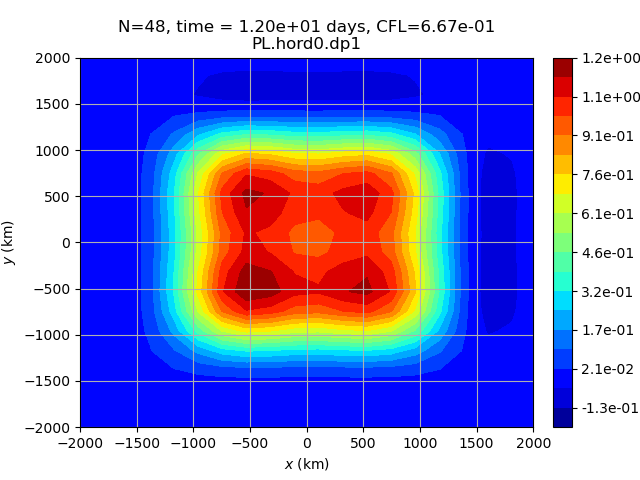 N=48, time = 1.20e+01 days, CFL=6.67e-01
PL.hord0.dp1
2000
1500
1000
500
0
−500
−1000
−1500
−2000
y (km)
−2000 −1500 −1000 −500 0 500 1000 1500 2000
x (km)
1.2e+00
1.1e+00
9.1e-01
7.6e-01
6.1e-01
4.6e-01
3.2e-01
1.7e-01
2.1e-02
-1.3e-01